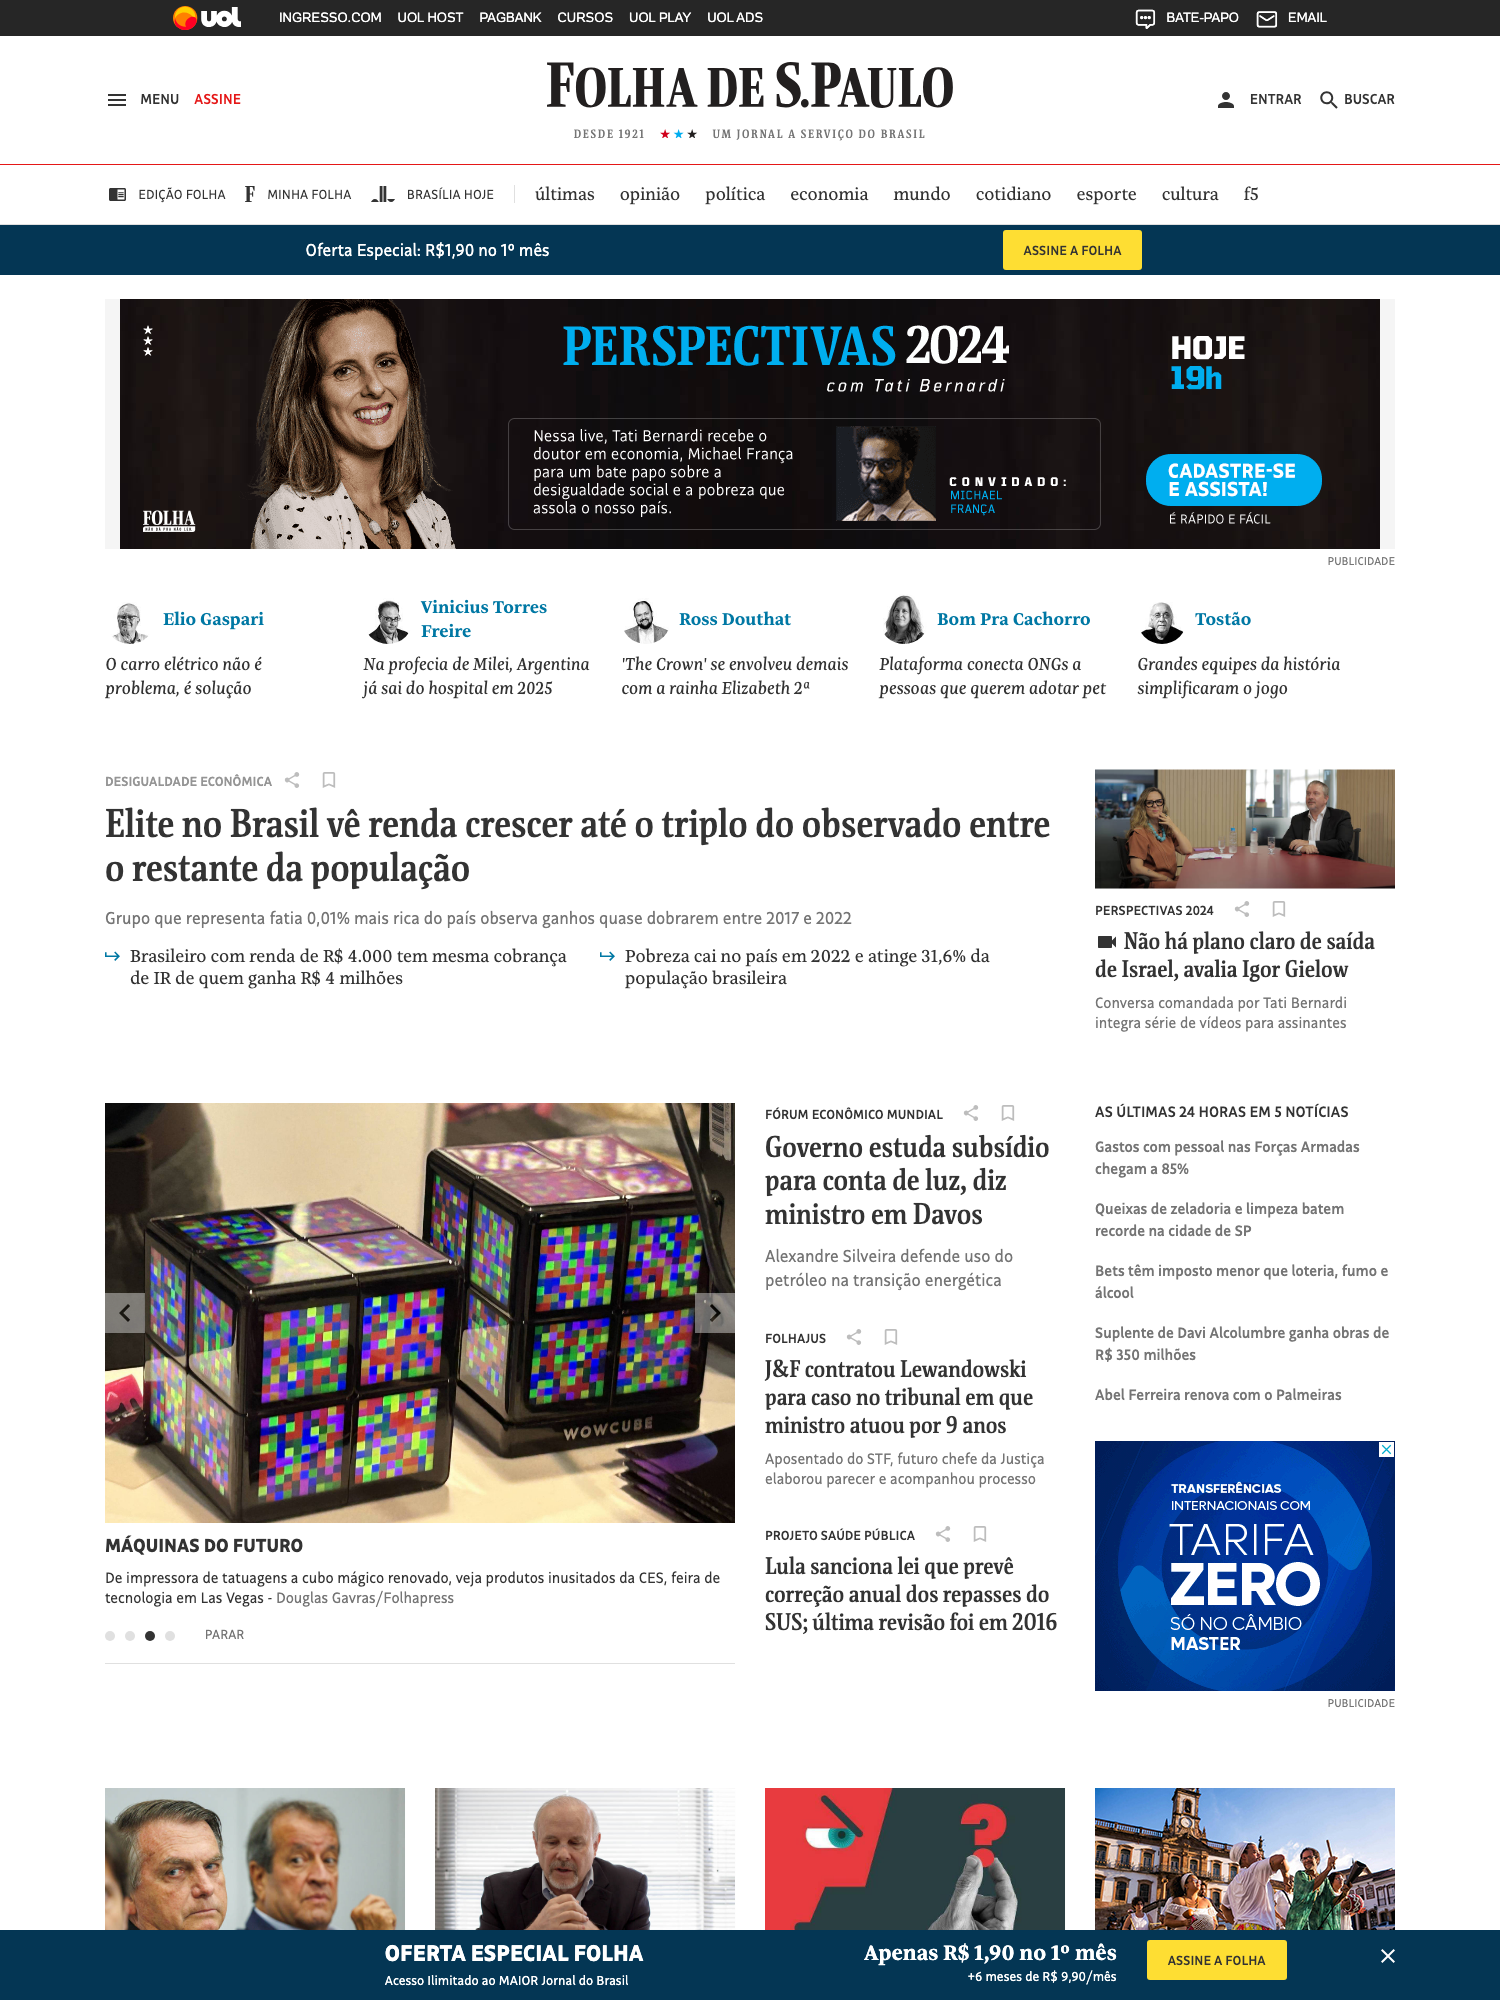 uol INGRESSO.COM UOL HOST PAGBANK CURSOS UOL PLAY UOL ADS BATE-PAPO EMAIL
MENU ASSINE
FOLHA DE S.PAULO
DESDE 1921 ★★★ UM JORNAL A SERVIÇO DO BRASIL
ENTRAR BUSCAR
EDIÇÃO FOLHA F MINHA FOLHA BRASÍLIA HOJE últimas opinião política economia mundo cotidiano esporte cultura f5
Oferta Especial: R$1,90 no 1º mês ASSINE A FOLHA
PERSPECTIVAS 2024
com Tati Bernardi
HOJE
19h
Nessa live, Tati Bernardi recebe o
doutor em economia, Michael França
para um bate papo sobre a
desigualdade social e a pobreza que
assola o nosso país.
CONVIDADO:
MICHAEL
FRANÇA
CADASTRE-SE
E ASSISTA!
É RÁPIDO E FÁCIL
FOLHA
NÃO DÁ PRA NÃO LER.
PUBLICIDADE
Elio Gaspari
O carro elétrico não é
problema, é solução
Vinicius Torres
Freire
Na profecia de Milei, Argentina
já sai do hospital em 2025
Ross Douthat
'The Crown' se envolveu demais
com a rainha Elizabeth 2ª
Bom Pra Cachorro
Plataforma conecta ONGs a
pessoas que querem adotar pet
Tostão
Grandes equipes da história
simplificaram o jogo
DESIGUALDADE ECONÔMICA
Elite no Brasil vê renda crescer até o triplo do observado entre
o restante da população
Grupo que representa fatia 0,01% mais rica do país observa ganhos quase dobrarem entre 2017 e 2022
Brasileiro com renda de R$ 4.000 tem mesma cobrança
de IR de quem ganha R$ 4 milhões
Pobreza cai no país em 2022 e atinge 31,6% da
população brasileira
PERSPECTIVAS 2024
Não há plano claro de saída
de Israel, avalia Igor Gielow
Conversa comandada por Tati Bernardi
integra série de vídeos para assinantes
WOWCUBE
MÁQUINAS DO FUTURO
De impressora de tatuagens a cubo mágico renovado, veja produtos inusitados da CES, feira de
tecnologia em Las Vegas - Douglas Gavras/Folhapress
PARAR
FÓRUM ECONÔMICO MUNDIAL
Governo estuda subsídio
para conta de luz, diz
ministro em Davos
Alexandre Silveira defende uso do
petróleo na transição energética
FOLHAJUS
J&F contratou Lewandowski
para caso no tribunal em que
ministro atuou por 9 anos
Aposentado do STF, futuro chefe da Justiça
elaborou parecer e acompanhou processo
PROJETO SAÚDE PÚBLICA
Lula sanciona lei que prevê
correção anual dos repasses do
SUS; última revisão foi em 2016
AS ÚLTIMAS 24 HORAS EM 5 NOTÍCIAS
Gastos com pessoal nas Forças Armadas
chegam a 85%
Queixas de zeladoria e limpeza batem
recorde na cidade de SP
Bets têm imposto menor que loteria, fumo e
álcool
Suplente de Davi Alcolumbre ganha obras de
R$ 350 milhões
Abel Ferreira renova com o Palmeiras
TRANSFERÊNCIAS
INTERNACIONAIS COM
TARIFA
ZERO
SÓ NO CÂMBIO
MASTER
PUBLICIDADE
?
OFERTA ESPECIAL FOLHA
Acesso Ilimitado ao MAIOR Jornal do Brasil
Apenas R$ 1,90 no 1º mês
+6 meses de R$ 9,90/mês
ASSINE A FOLHA